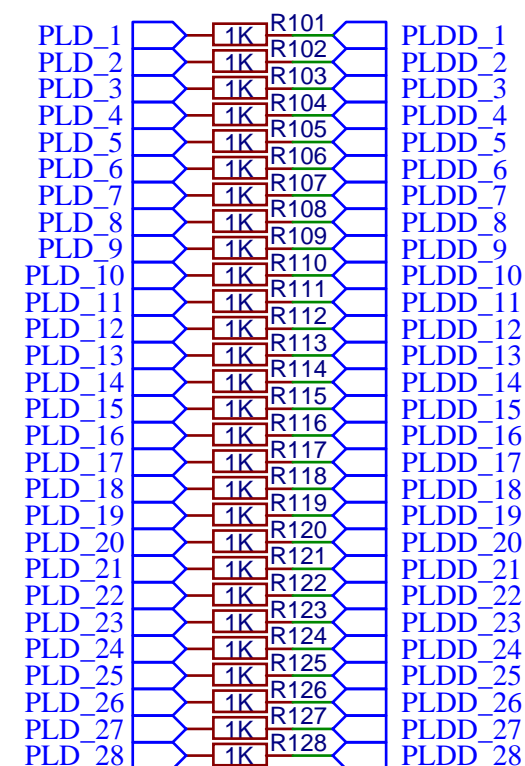 PLD_1 1K R101 PLDD_1
PLD_2 1K R102 PLDD_2
PLD_3 1K R103 PLDD_3
PLD_4 1K R104 PLDD_4
PLD_5 1K R105 PLDD_5
PLD_6 1K R106 PLDD_6
PLD_7 1K R107 PLDD_7
PLD_8 1K R108 PLDD_8
PLD_9 1K R109 PLDD_9
PLD_10 1K R110 PLDD_10
PLD_11 1K R111 PLDD_11
PLD_12 1K R112 PLDD_12
PLD_13 1K R113 PLDD_13
PLD_14 1K R114 PLDD_14
PLD_15 1K R115 PLDD_15
PLD_16 1K R116 PLDD_16
PLD_17 1K R117 PLDD_17
PLD_18 1K R118 PLDD_18
PLD_19 1K R119 PLDD_19
PLD_20 1K R120 PLDD_20
PLD_21 1K R121 PLDD_21
PLD_22 1K R122 PLDD_22
PLD_23 1K R123 PLDD_23
PLD_24 1K R124 PLDD_24
PLD_25 1K R125 PLDD_25
PLD_26 1K R126 PLDD_26
PLD_27 1K R127 PLDD_27
PLD_28 1K R128 PLDD_28